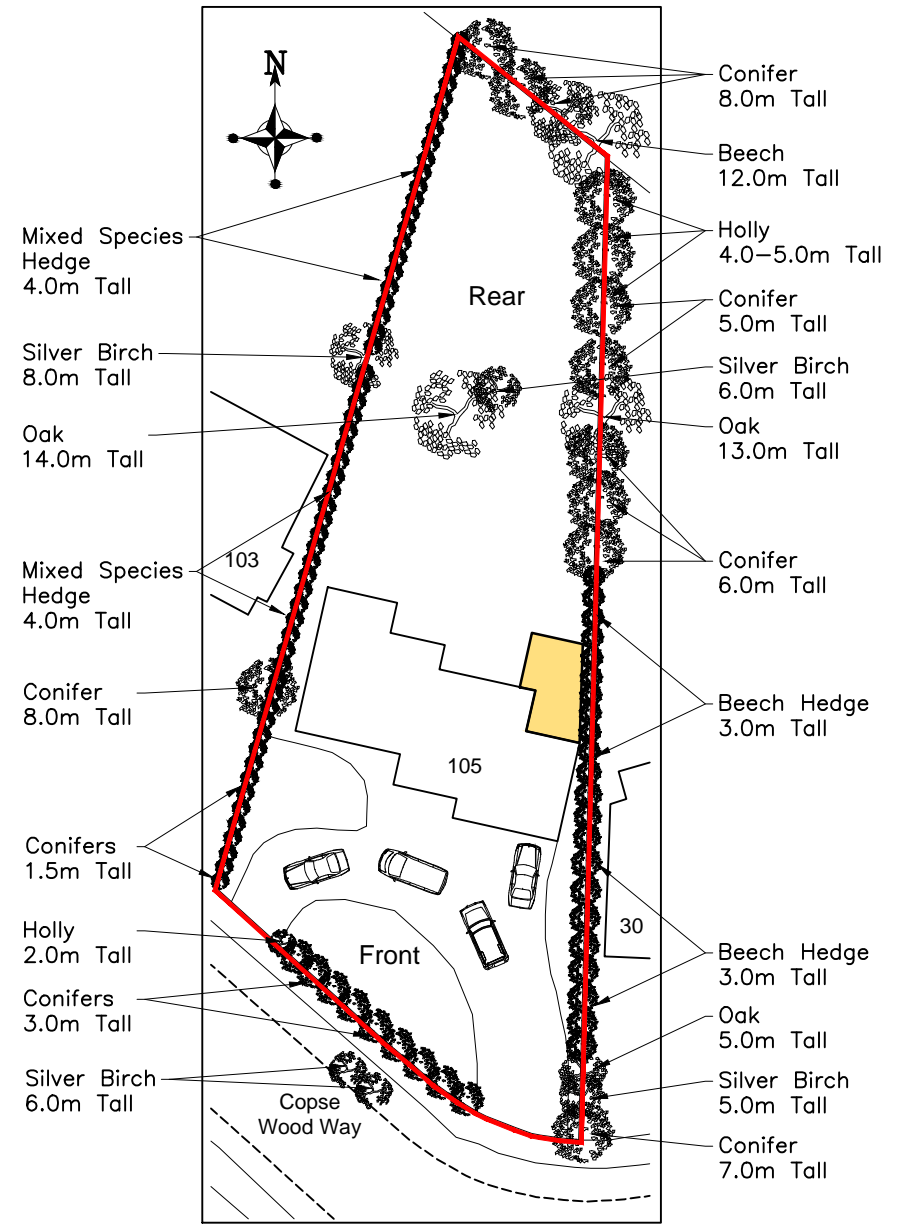 N
Conifer
8.0m Tall
Beech
12.0m Tall
Mixed Species
Hedge
4.0m Tall
Holly
4.0-5.0m Tall
Rear
Conifer
5.0m Tall
Silver Birch
8.0m Tall
Silver Birch
6.0m Tall
Oak
14.0m Tall
Oak
13.0m Tall
103
Mixed Species
Hedge
4.0m Tall
Conifer
6.0m Tall
Conifer
8.0m Tall
Beech Hedge
3.0m Tall
105
Conifers
1.5m Tall
Holly
2.0m Tall
Front
30
Beech Hedge
3.0m Tall
Conifers
3.0m Tall
Oak
5.0m Tall
Silver Birch
6.0m Tall
Silver Birch
5.0m Tall
Copse
Wood Way
Conifer
7.0m Tall